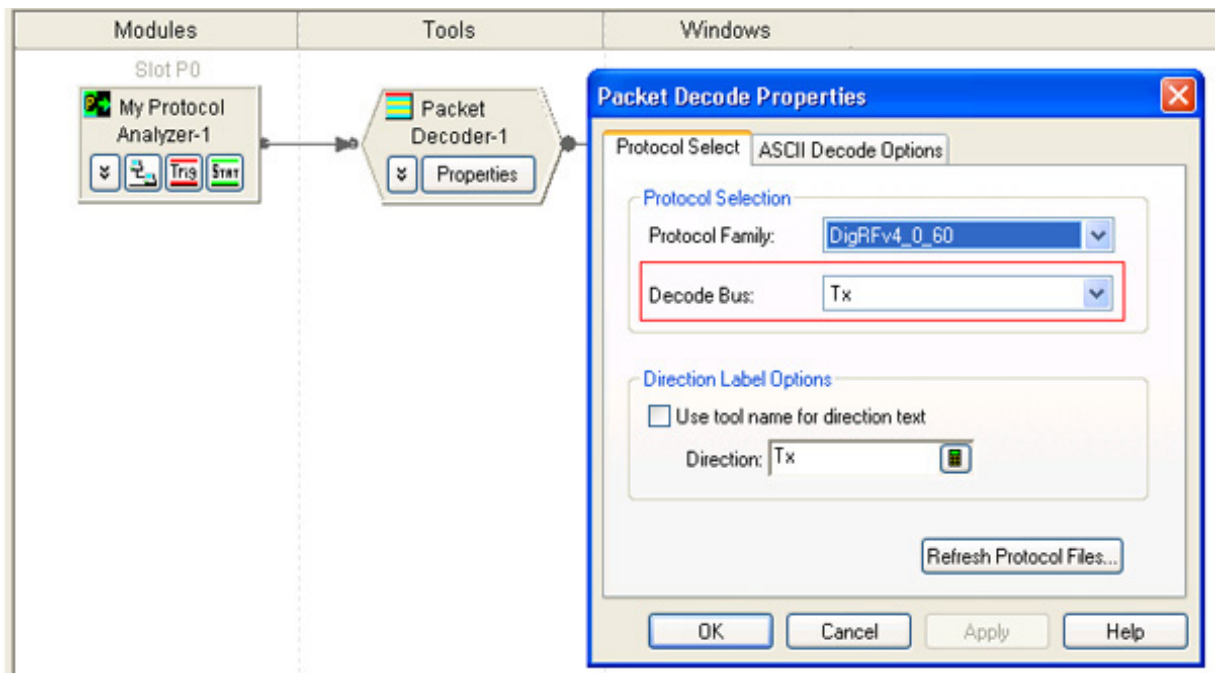 Modules Tools Windows
Slot P0
My Protocol
Analyzer-1
Trig
STAT
Packet
Decoder-1
Properties
Packet Decode Properties
Protocol Select ASCII Decode Options
Protocol Selection
Protocol Family: DigRFv4_0_60
Decode Bus: Tx
Direction Label Options
Use tool name for direction text
Direction: Tx
Refresh Protocol Files...
OK Cancel Apply Help